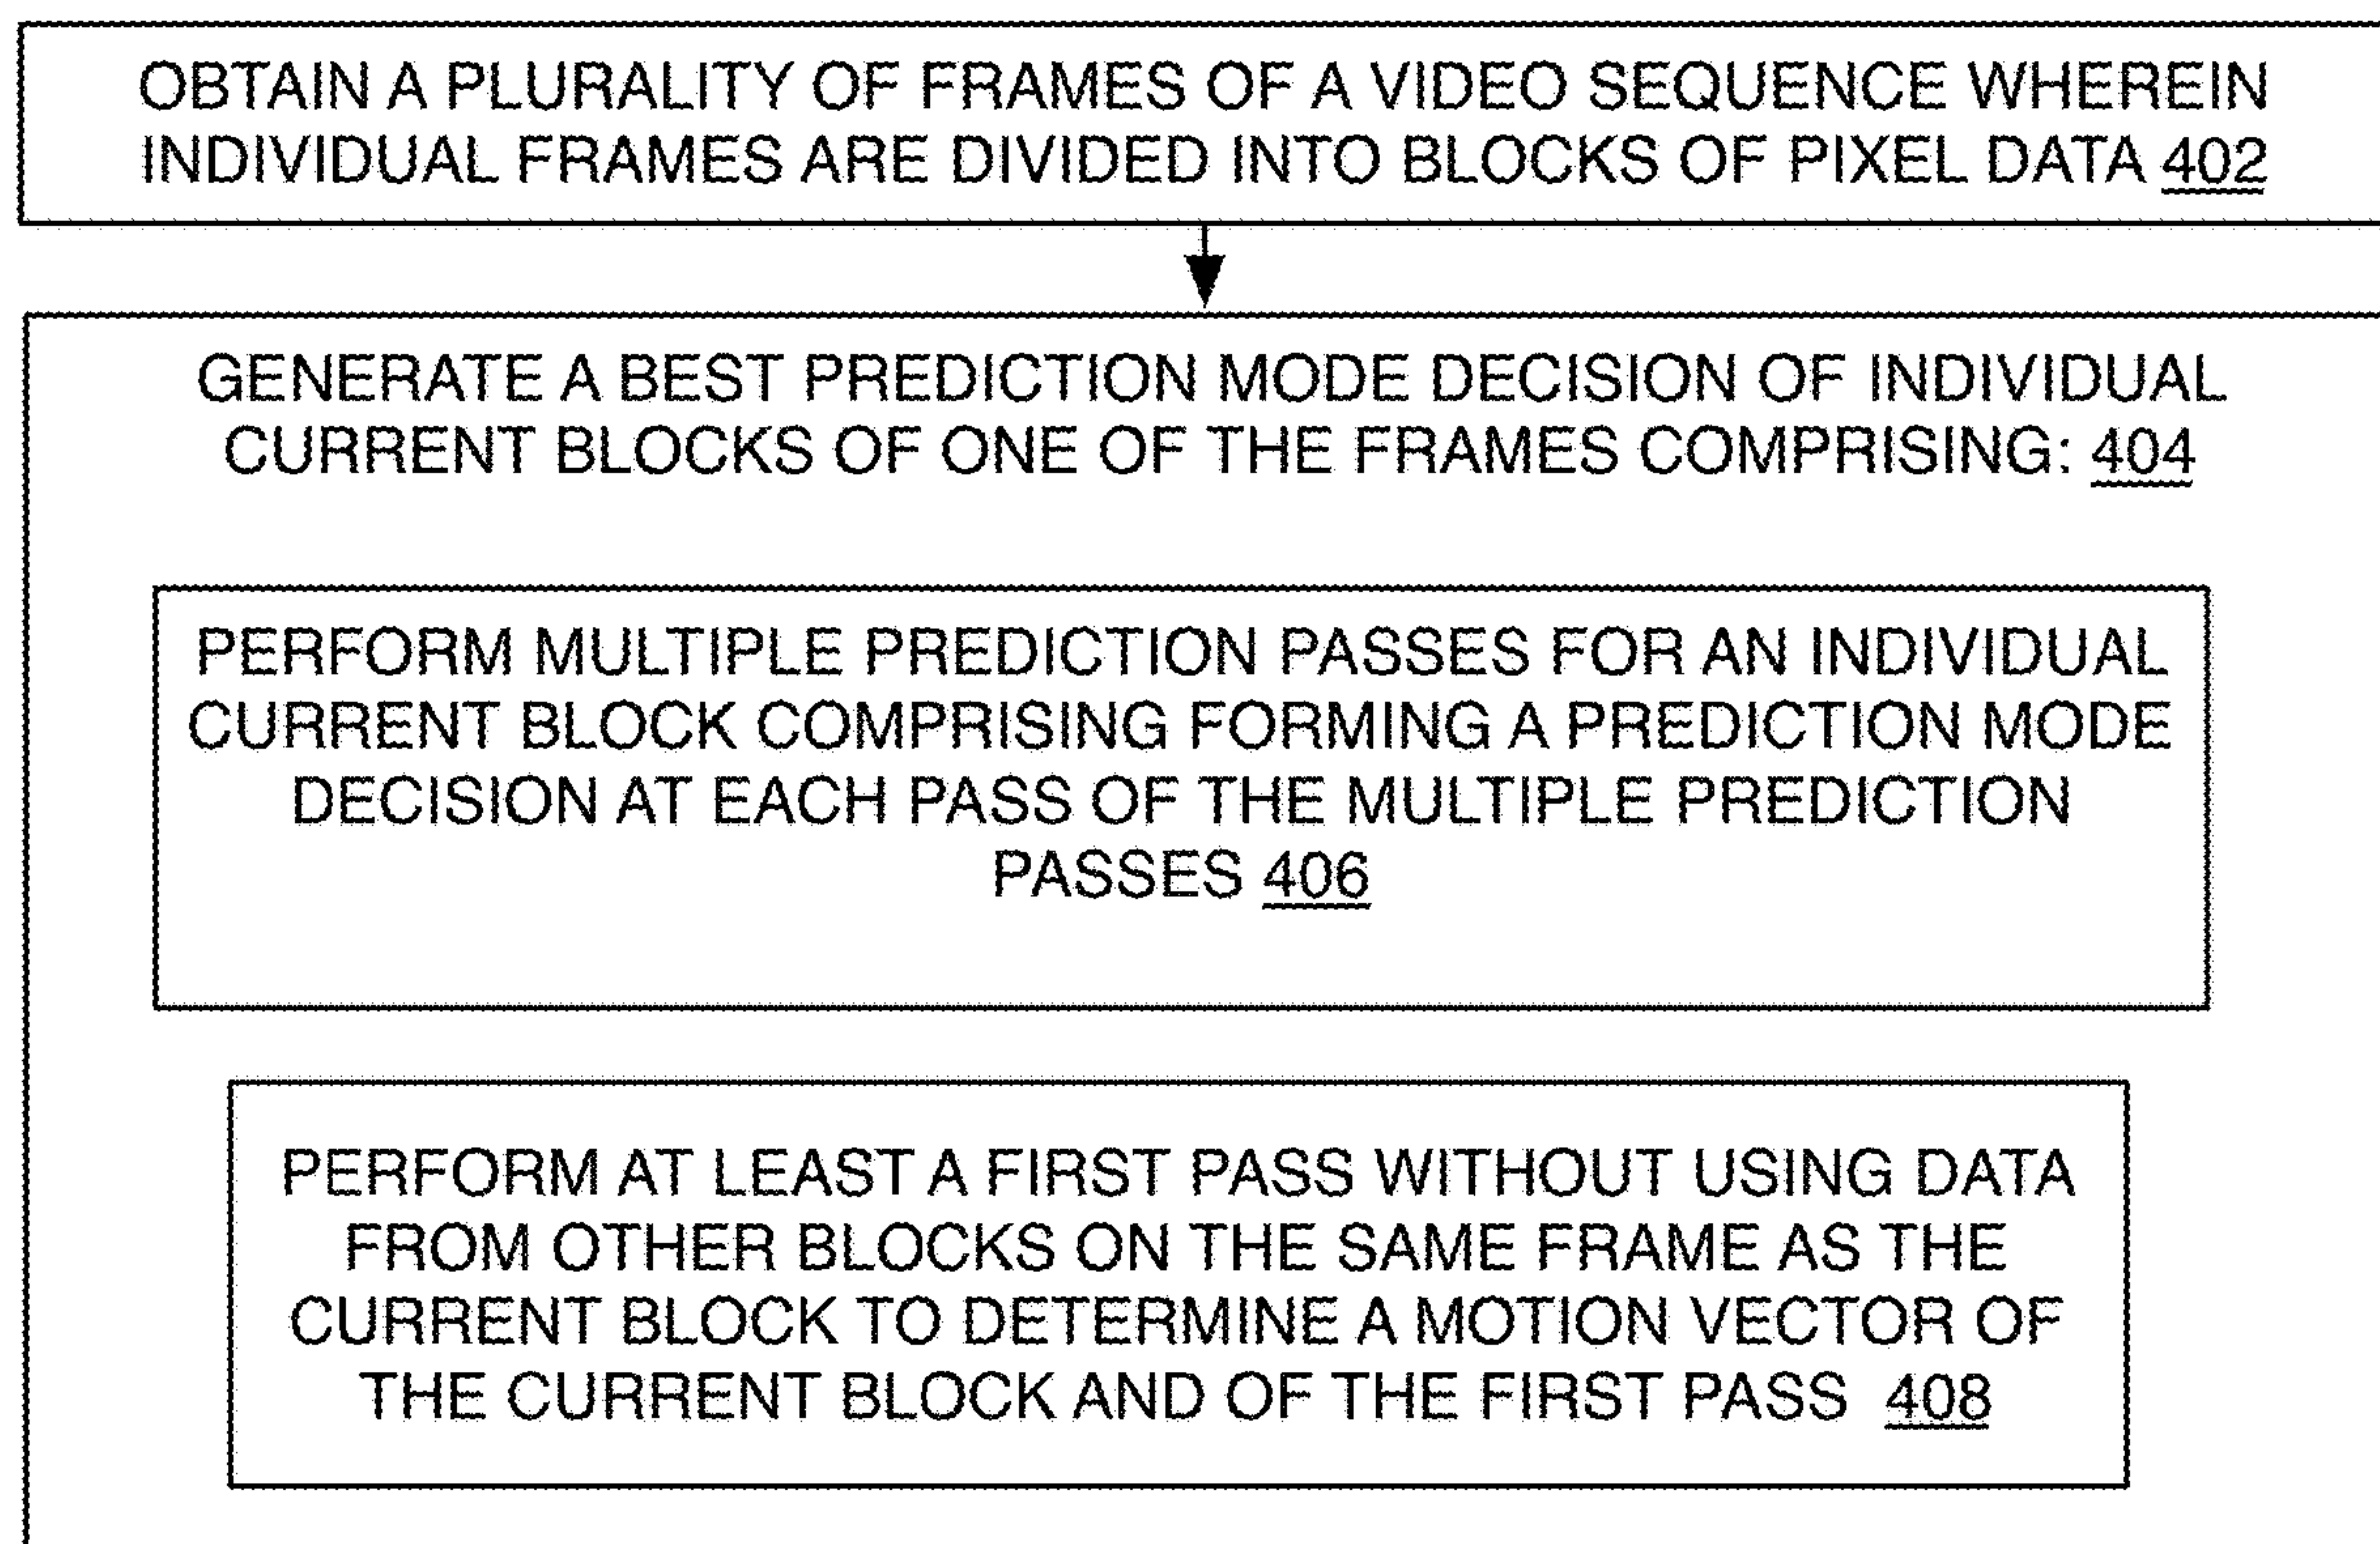 OBTAIN A PLURALITY OF FRAMES OF A VIDEO SEQUENCE WHEREIN
INDIVIDUAL FRAMES ARE DIVIDED INTO BLOCKS OF PIXEL DATA 402
GENERATE A BEST PREDICTION MODE DECISION OF INDIVIDUAL
CURRENT BLOCKS OF ONE OF THE FRAMES COMPRISING: 404
PERFORM MULTIPLE PREDICTION PASSES FOR AN INDIVIDUAL
CURRENT BLOCK COMPRISING FORMING A PREDICTION MODE
DECISION AT EACH PASS OF THE MULTIPLE PREDICTION
PASSES 406
PERFORM AT LEAST A FIRST PASS WITHOUT USING DATA
FROM OTHER BLOCKS ON THE SAME FRAME AS THE
CURRENT BLOCK TO DETERMINE A MOTION VECTOR OF
THE CURRENT BLOCK AND OF THE FIRST PASS 408